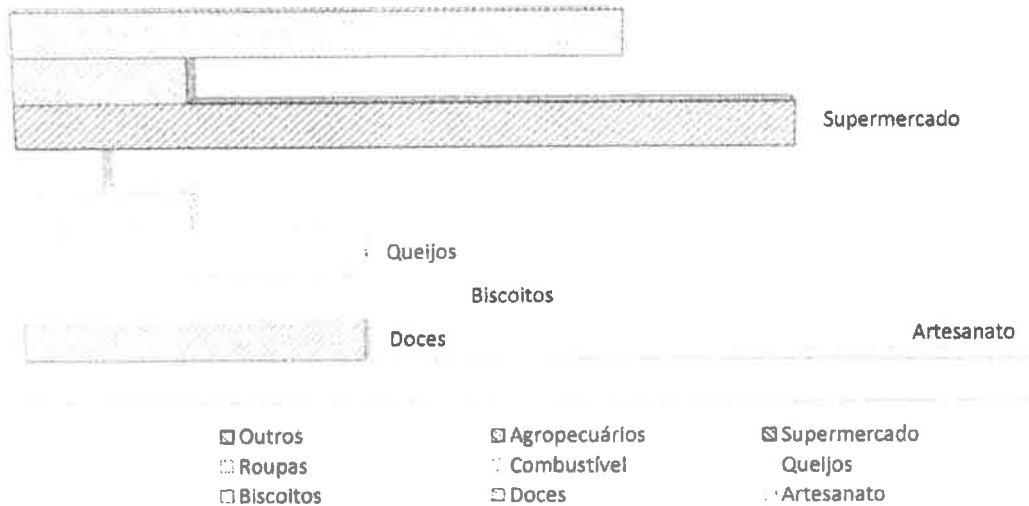 Supermercado
Queijos
Biscoitos
Doces Artesanato
Outros Agropecuários Supermercado
Roupas Combustível Queijos
Biscoitos Doces Artesanato